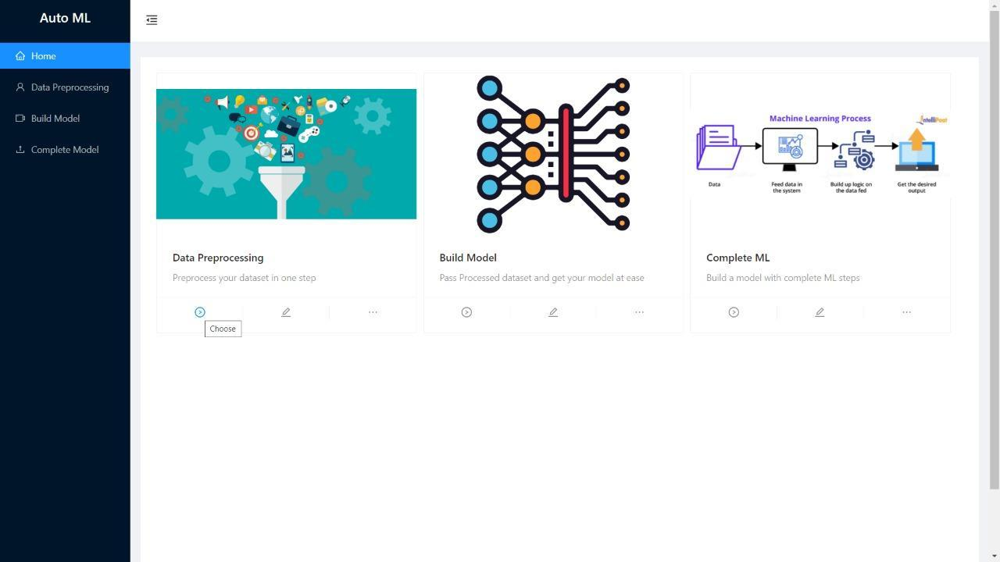 Auto ML
Home
Data Preprocessing
Build Model
Complete Model
Machine Learning Process
IntelliPaat
Data
Feed data in
the system
Build up logic on
the data fed
Get the desired
output
Data Preprocessing
Preprocess your dataset in one step
Build Model
Pass Processed dataset and get your model at ease
Complete ML
Build a model with complete ML steps
Choose